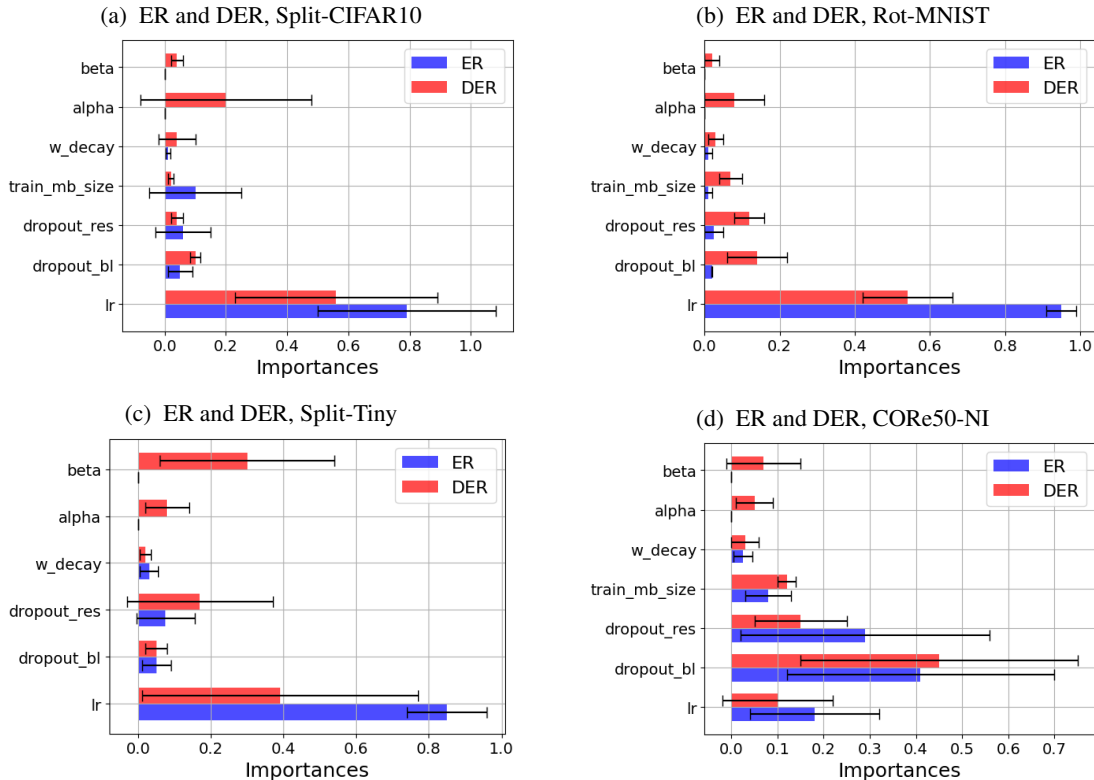 (a) ER and DER, Split-CIFAR10
beta
alpha
w_decay
train_mb_size
dropout_res
dropout_bl
lr
ER
DER
0.0 0.2 0.4 0.6 0.8 1.0
Importances
(b) ER and DER, Rot-MNIST
beta
alpha
w_decay
train_mb_size
dropout_res
dropout_bl
lr
ER
DER
0.0 0.2 0.4 0.6 0.8 1.0
Importances
(c) ER and DER, Split-Tiny
beta
alpha
w_decay
dropout_res
dropout_bl
lr
ER
DER
0.0 0.2 0.4 0.6 0.8 1.0
Importances
(d) ER and DER, CORe50-NI
beta
alpha
w_decay
train_mb_size
dropout_res
dropout_bl
lr
ER
DER
0.0 0.1 0.2 0.3 0.4 0.5 0.6 0.7
Importances